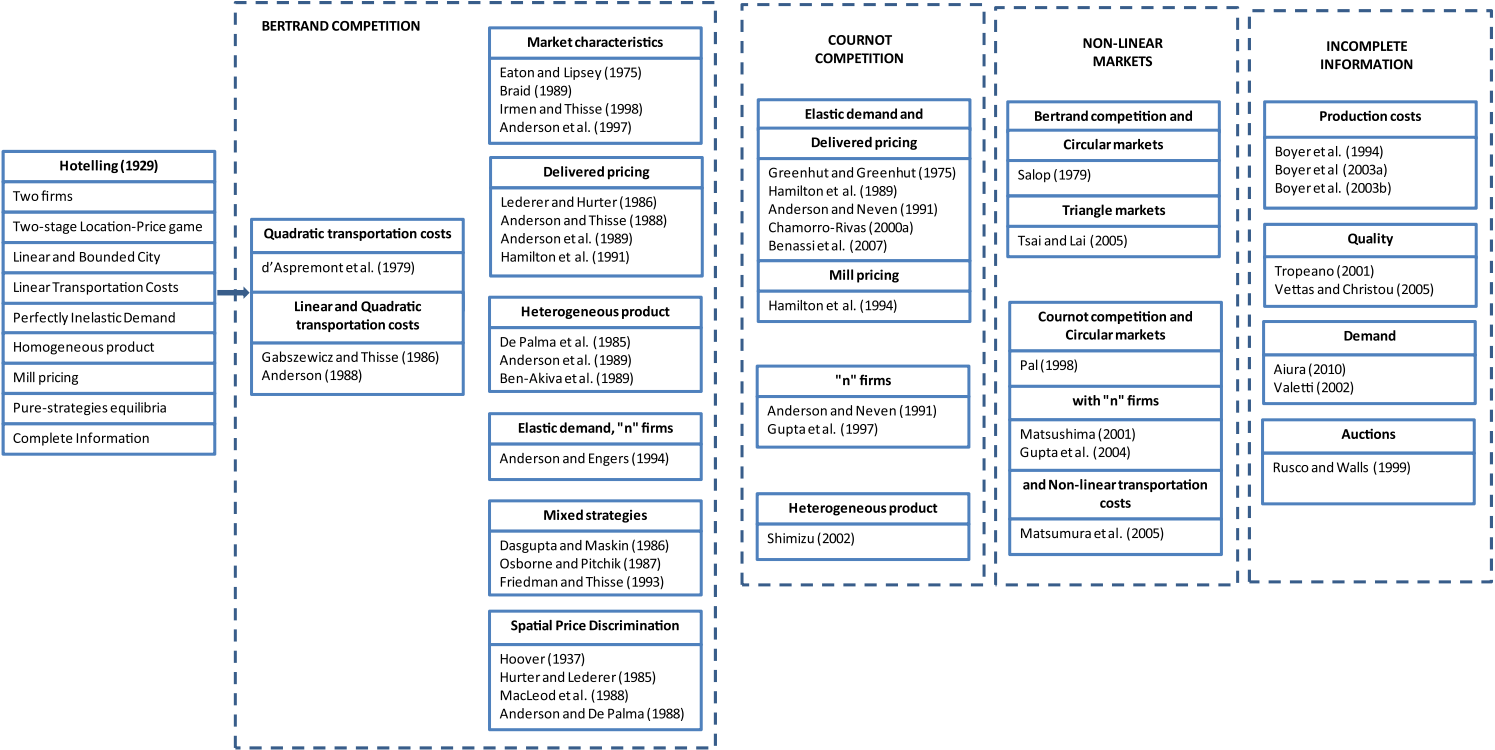 Hotelling (1929)
Two firms
Two-stage Location-Price game
Linear and Bounded City
Linear Transportation Costs
Perfectly Inelastic Demand
Homogeneous product
Mill pricing
Pure-strategies equilibria
Complete Information
BERTRAND COMPETITION
Quadratic transportation costs
d'Aspremont et al. (1979)
Linear and Quadratic
transportation costs
Gabszewicz and Thisse (1986)
Anderson (1988)
Market characteristics
Eaton and Lipsey (1975)
Braid (1989)
Irmen and Thisse (1998)
Anderson et al. (1997)
Delivered pricing
Lederer and Hurter (1986)
Anderson and Thisse (1988)
Anderson et al. (1989)
Hamilton et al. (1991)
Heterogeneous product
De Palma et al. (1985)
Anderson et al. (1989)
Ben-Akiva et al. (1989)
Elastic demand, "n" firms
Anderson and Engers (1994)
Mixed strategies
Dasgupta and Maskin (1986)
Osborne and Pitchik (1987)
Friedman and Thisse (1993)
Spatial Price Discrimination
Hoover (1937)
Hurter and Lederer (1985)
MacLeod et al. (1988)
Anderson and De Palma (1988)
COURNOT
COMPETITION
Elastic demand and
Delivered pricing
Greenhut and Greenhut (1975)
Hamilton et al. (1989)
Anderson and Neven (1991)
Chamorro-Rivas (2000a)
Benassi et al. (2007)
Mill pricing
Hamilton et al. (1994)
"n" firms
Anderson and Neven (1991)
Gupta et al. (1997)
Heterogeneous product
Shimizu (2002)
NON-LINEAR
MARKETS
Bertrand competition and
Circular markets
Salop (1979)
Triangle markets
Tsai and Lai (2005)
Cournot competition and
Circular markets
Pal (1998)
with "n" firms
Matsushima (2001)
Gupta et al. (2004)
and Non-linear transportation
costs
Matsumura et al. (2005)
INCOMPLETE
INFORMATION
Production costs
Boyer et al. (1994)
Boyer et al (2003a)
Boyer et al. (2003b)
Quality
Tropeano (2001)
Vettas and Christou (2005)
Demand
Aiura (2010)
Valetti (2002)
Auctions
Rusco and Walls (1999)